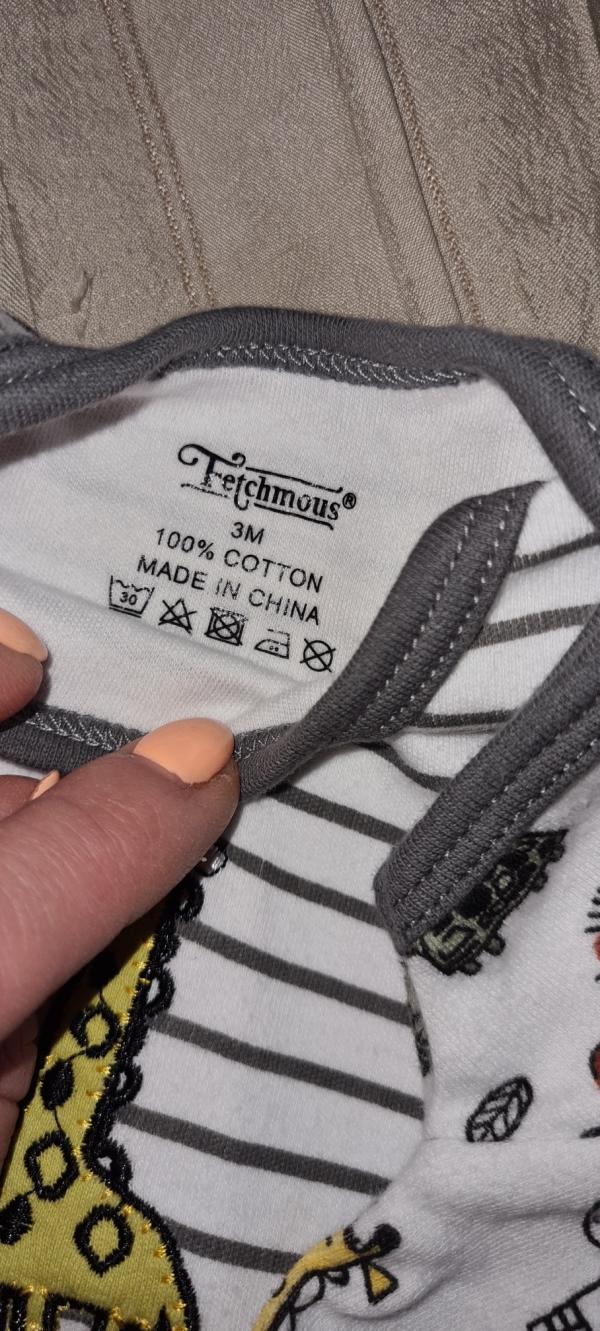 Fetchmous®
3M
100% COTTON
MADE IN CHINA
30